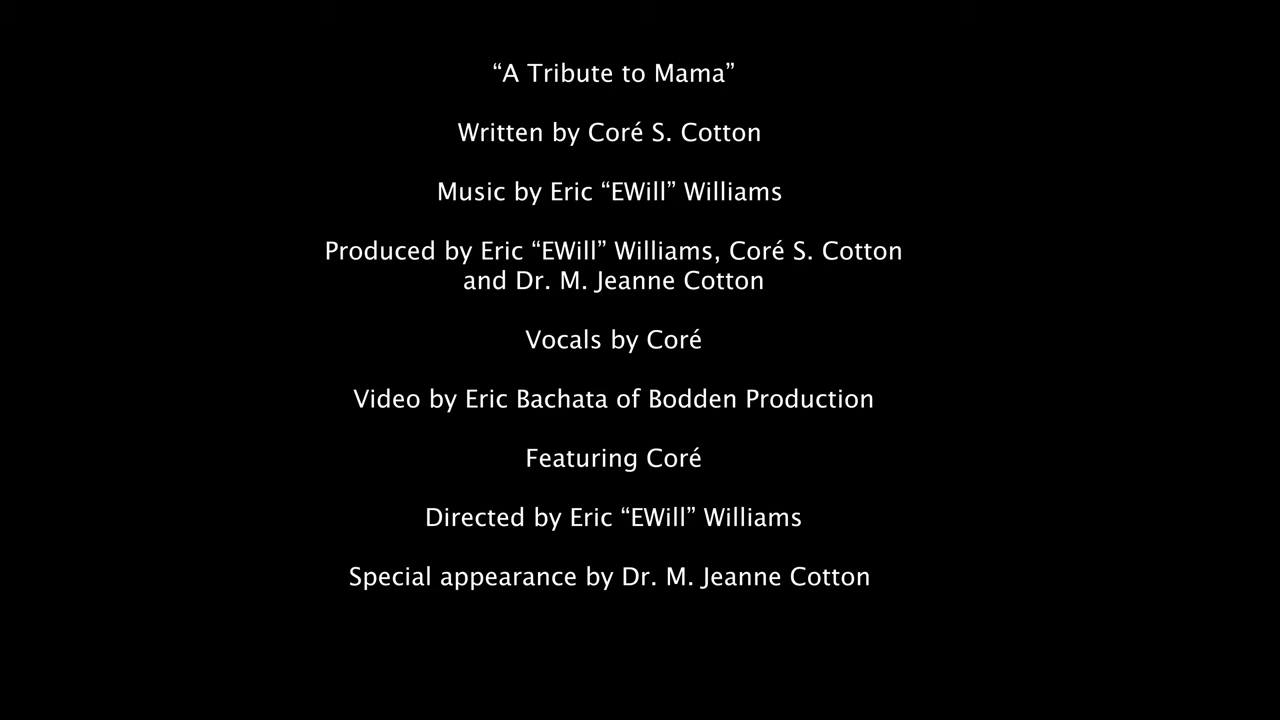 “A Tribute to Mama”
Written by Coré S. Cotton
Music by Eric “EWill” Williams
Produced by Eric “EWill” Williams, Coré S. Cotton
and Dr. M. Jeanne Cotton
Vocals by Coré
Video by Eric Bachata of Bodden Production
Featuring Coré
Directed by Eric “EWill” Williams
Special appearance by Dr. M. Jeanne Cotton